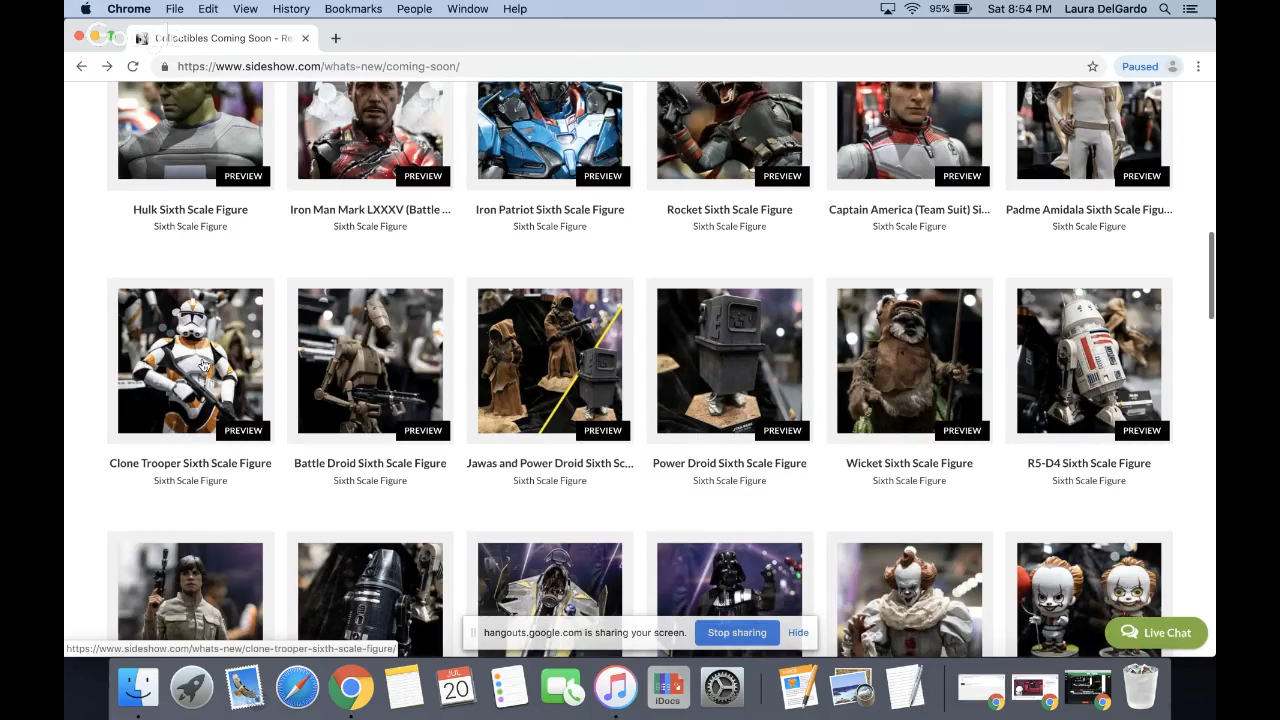 Chrome File Edit View History Bookmarks People Window Help 95% Sat 8:54 PM Laura DelGardo
Collectibles Coming Soon - Re
https://www.sideshow.com/whats-new/coming-soon/ Paused
PREVIEW PREVIEW PREVIEW PREVIEW PREVIEW PREVIEW
Hulk Sixth Scale Figure Iron Man Mark LXXXV (Battle ... Iron Patriot Sixth Scale Figure Rocket Sixth Scale Figure Captain America (Team Suit) Si... Padme Amidala Sixth Scale Figu...
Sixth Scale Figure Sixth Scale Figure Sixth Scale Figure Sixth Scale Figure Sixth Scale Figure Sixth Scale Figure
PREVIEW PREVIEW PREVIEW PREVIEW PREVIEW PREVIEW
Clone Trooper Sixth Scale Figure Battle Droid Sixth Scale Figure Jawas and Power Droid Sixth Sc... Power Droid Sixth Scale Figure Wicket Sixth Scale Figure R5-D4 Sixth Scale Figure
Sixth Scale Figure Sixth Scale Figure Sixth Scale Figure Sixth Scale Figure Sixth Scale Figure Sixth Scale Figure
hangouts.google.com is sharing your screen. Stop sharing Hide
Live Chat
https://www.sideshow.com/whats-new/clone-trooper-sixth-scale-figure/
JUL
20
iDocs